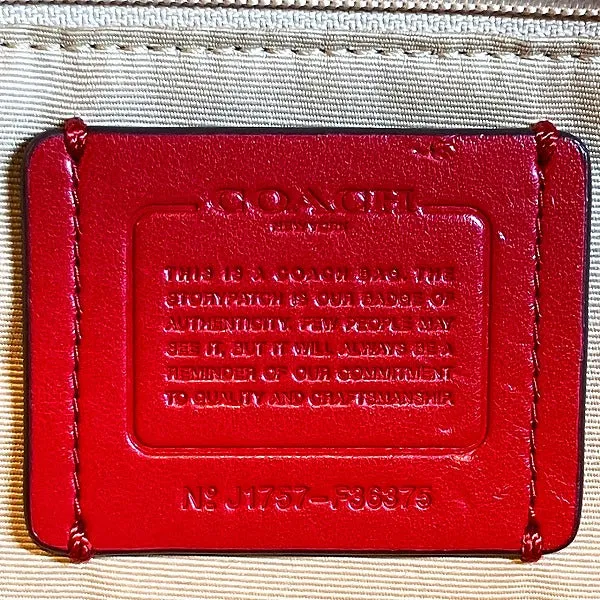 COACH
NEW YORK
THIS IS A COACH BAG. THE
STORYPATCH IS OUR BADGE OF
AUTHENTICITY. FEW PEOPLE MAY
SEE IT, BUT IT WILL ALWAYS BE A
REMINDER OF OUR COMMITMENT
TO QUALITY AND CRAFTSMANSHIP
Nº J1757-F36375